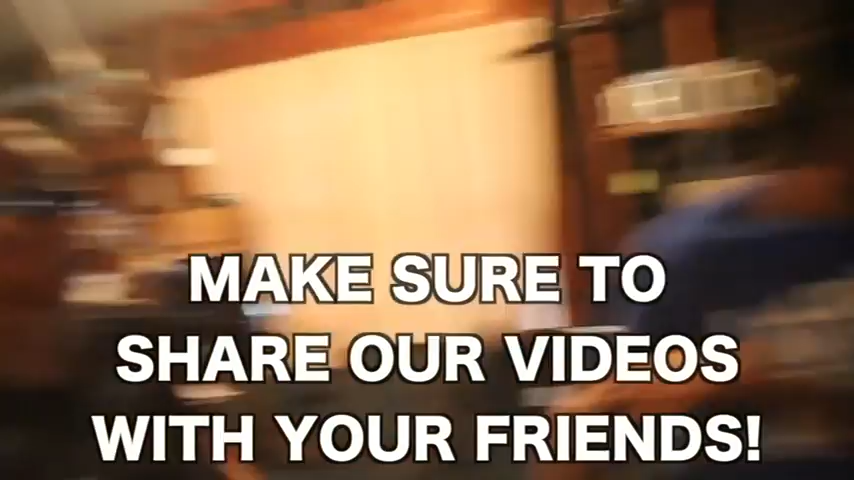 MAKE SURE TO
SHARE OUR VIDEOS
WITH YOUR FRIENDS!